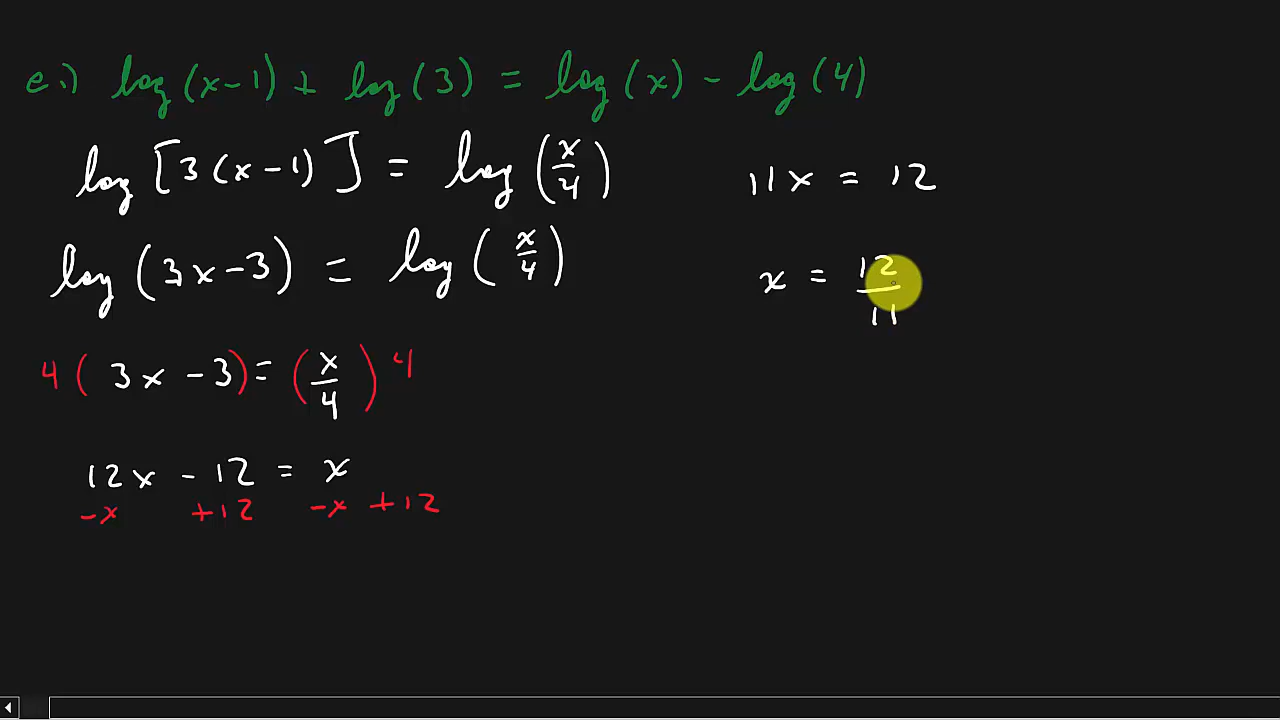 e.) log(x-1) + log(3) = log(x) - log(4)
log[3(x-1)] = log(x/4)
log(3x-3) = log(x/4)
4(3x-3) = (x/4)4
12x - 12 = x
-x +12 -x +12
11x = 12
x = 12/11